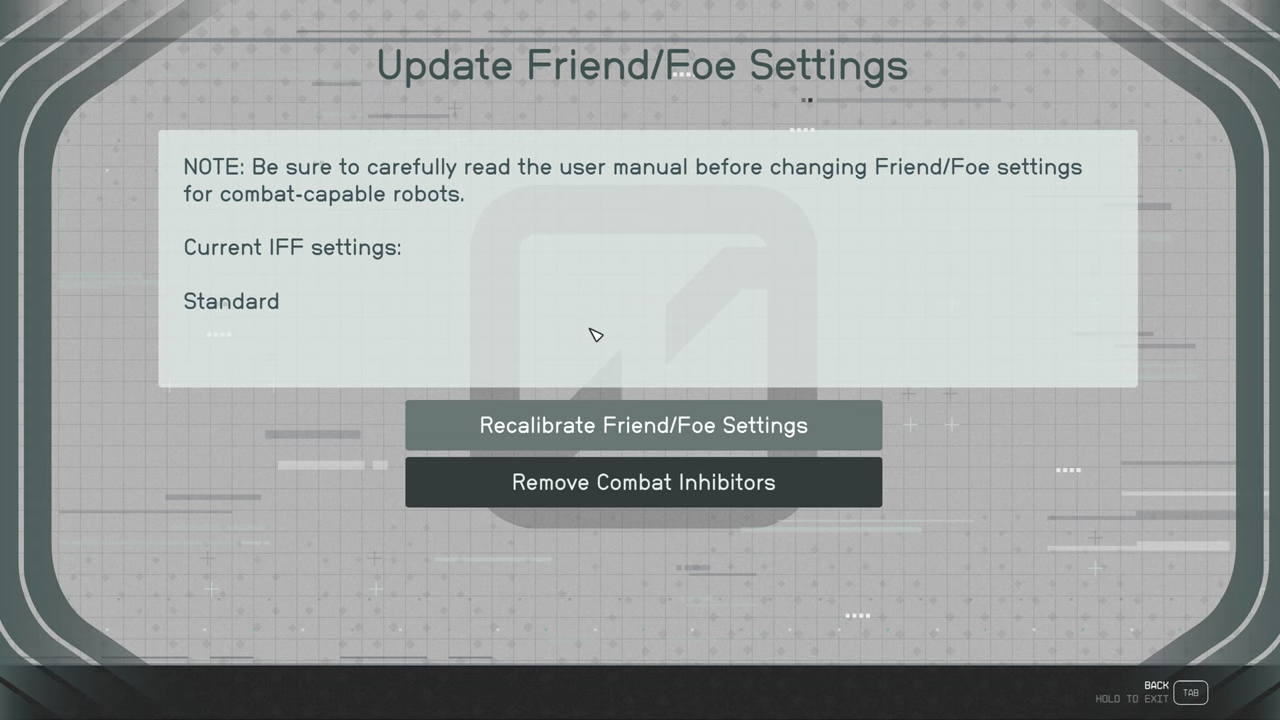 Update Friend/Foe Settings
NOTE: Be sure to carefully read the user manual before changing Friend/Foe settings
for combat-capable robots.
Current IFF settings:
Standard
Recalibrate Friend/Foe Settings
Remove Combat Inhibitors
BACK
HOLD TO EXIT
TAB